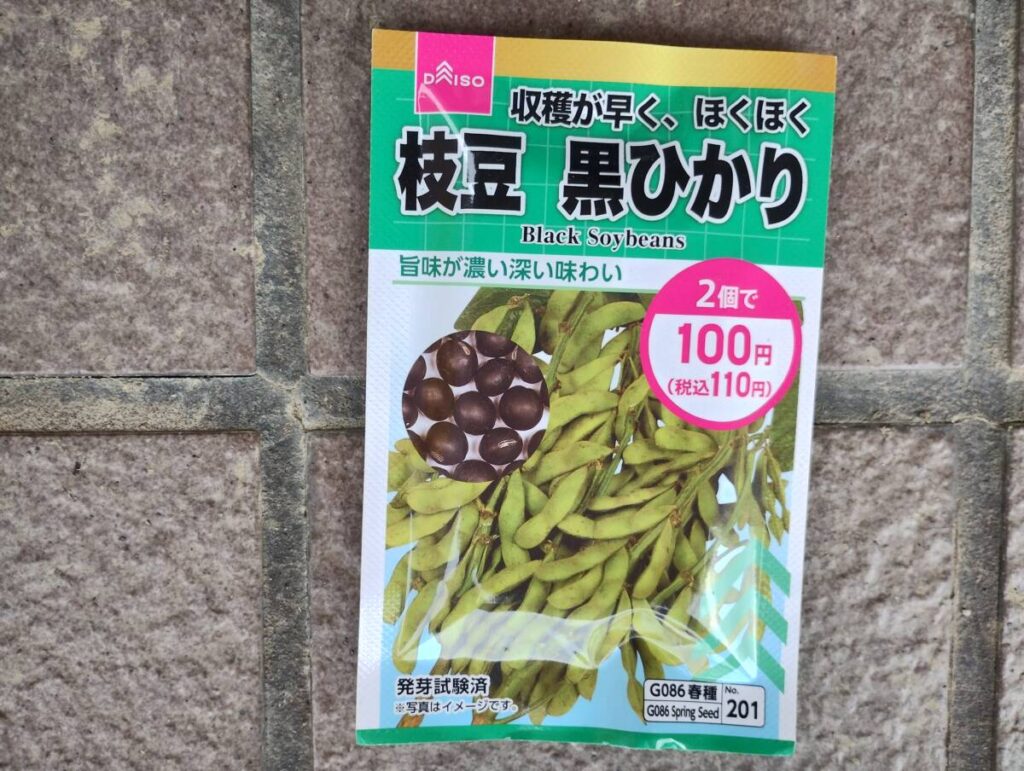 DAISO
収穫が早く、ほくほく
枝豆 黒ひかり
Black Soybeans
旨味が濃い深い味わい
2個で
100円
(税込110円)
発芽試験済
※写真はイメージです。
G086 春種
G086 Spring Seed
No.
201